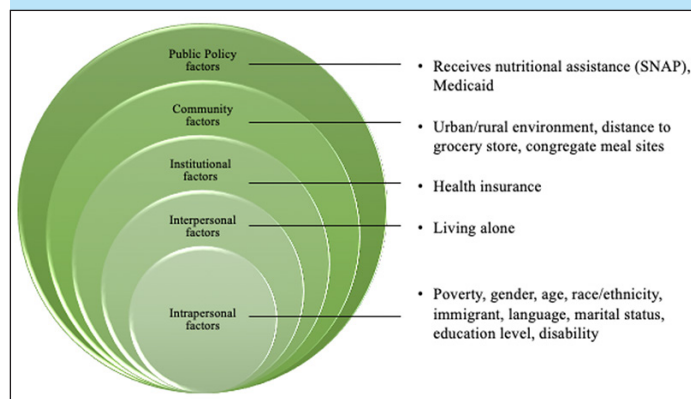 Public Policy
factors
• Receives nutritional assistance (SNAP),
Medicaid
Community
factors
• Urban/rural environment, distance to
grocery store, congregate meal sites
Institutional
factors
• Health insurance
Interpersonal
factors
• Living alone
Intrapersonal
factors
• Poverty, gender, age, race/ethnicity,
immigrant, language, marital status,
education level, disability